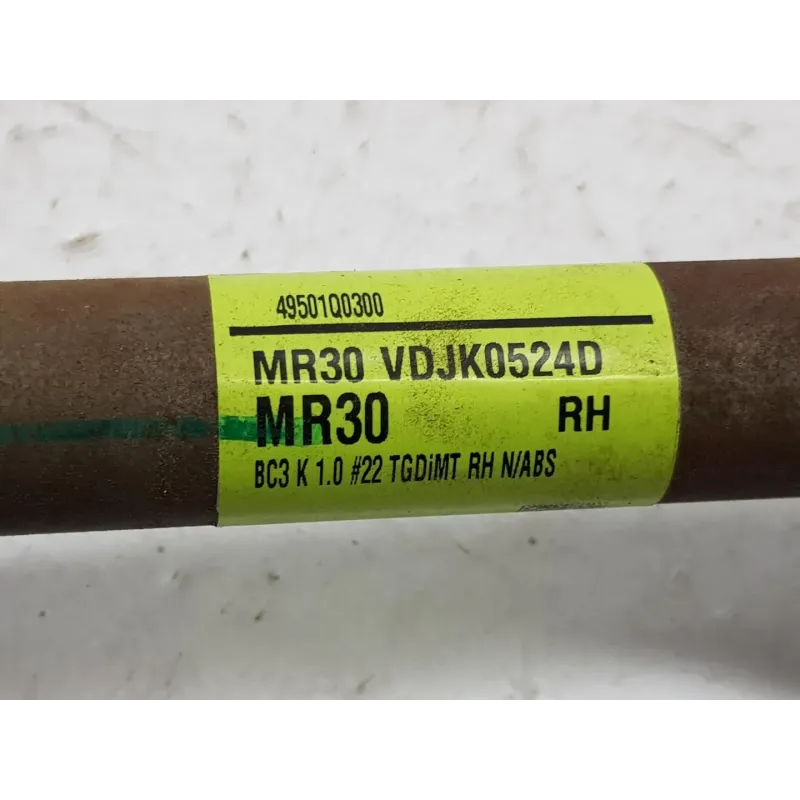 49501Q0300
MR30 VDJK0524D
MR30 RH
BC3 K 1.0 #22 TGDiMT RH N/ABS